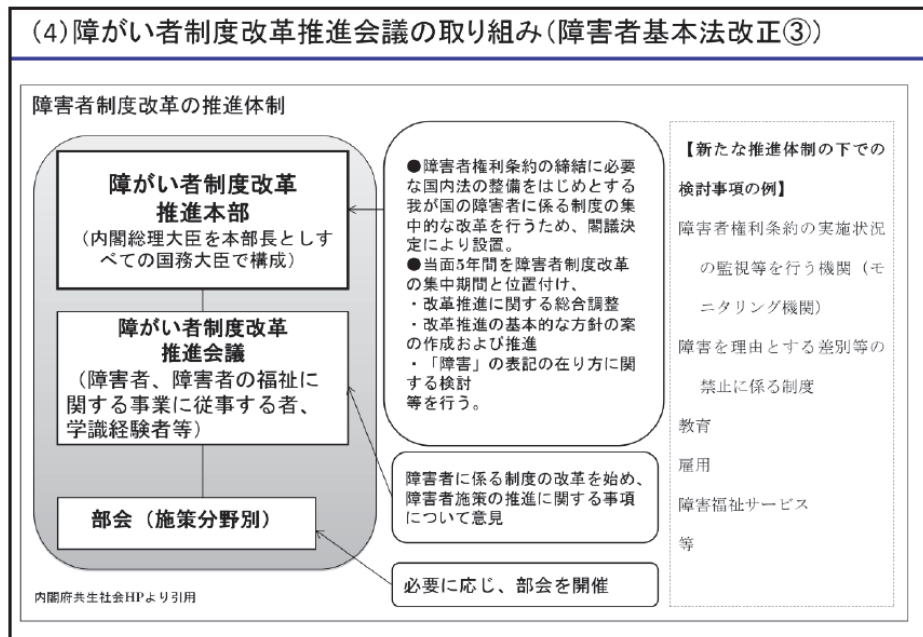 (4)障がい者制度改革推進会議の取り組み(障害者基本法改正③)
障害者制度改革の推進体制
障がい者制度改革
推進本部
(内閣総理大臣を本部長としす
べての国務大臣で構成)
障がい者制度改革
推進会議
(障害者、障害者の福祉に
関する事業に従事する者、
学識経験者等)
部会(施策分野別)
内閣府共生社会HPより引用
●障害者権利条約の締結に必要
な国内法の整備をはじめとする
我が国の障害者に係る制度の集
中的な改革を行うため、閣議決
定により設置。
●当面5年間を障害者制度改革
の集中期間と位置付け、
・改革推進に関する総合調整
・改革推進の基本的な方針の案
の作成および推進
・「障害」の表記の在り方に関
する検討
等を行う。
障害者に係る制度の改革を始め、
障害者施策の推進に関する事項
について意見
必要に応じ、部会を開催
【新たな推進体制の下での
検討事項の例】
障害者権利条約の実施状況
の監視等を行う機関(モ
ニタリング機関)
障害を理由とする差別等の
禁止に係る制度
教育
雇用
障害福祉サービス
等